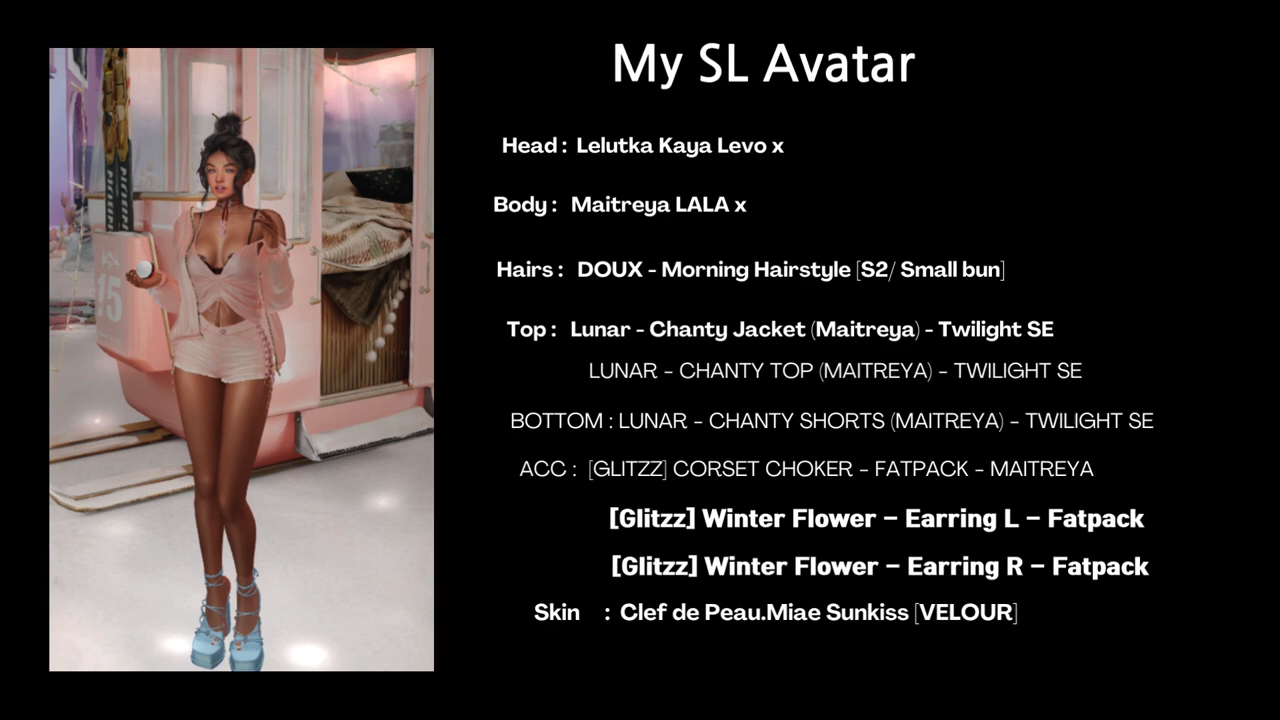 My SL Avatar
Head : Lelutka Kaya Levo x
Body : Maitreya LALA x
Hairs : DOUX - Morning Hairstyle [S2/ Small bun]
Top : Lunar - Chanty Jacket (Maitreya) - Twilight SE
LUNAR - CHANTY TOP (MAITREYA) - TWILIGHT SE
BOTTOM : LUNAR - CHANTY SHORTS (MAITREYA) - TWILIGHT SE
ACC : [GLITZZ] CORSET CHOKER - FATPACK - MAITREYA
[Glitzz] Winter Flower – Earring L – Fatpack
[Glitzz] Winter Flower – Earring R – Fatpack
Skin : Clef de Peau.Miae Sunkiss [VELOUR]
15